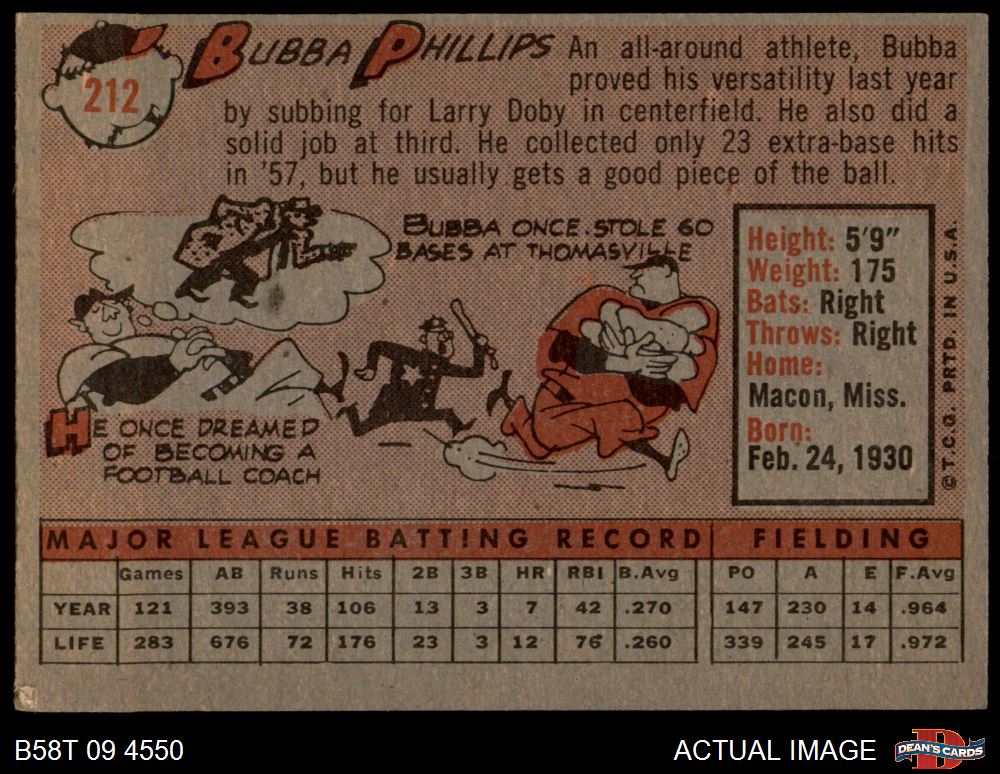 212
BUBBA PHILLIPS An all-around athlete, Bubba
proved his versatility last year
by subbing for Larry Doby in centerfield. He also did a
solid job at third. He collected only 23 extra-base hits
in '57, but he usually gets a good piece of the ball.
BUBBA ONCE STOLE 60
BASES AT THOMASVILLE
HE ONCE DREAMED
OF BECOMING A
FOOTBALL COACH
Height: 5'9"
Weight: 175
Bats: Right
Throws: Right
Home:
Macon, Miss.
Born:
Feb. 24, 1930
©T.C.G. PRTD. IN U.S.A.
MAJOR LEAGUE BATTING RECORD FIELDING
Games AB Runs Hits 2B 3B HR RBI B.Avg PO A E F.Avg
YEAR 121 393 38 106 13 3 7 42 .270 147 230 14 .964
LIFE 283 676 72 176 23 3 12 76 .260 339 245 17 .972
B58T 09 4550 ACTUAL IMAGE DEAN'S CARDS